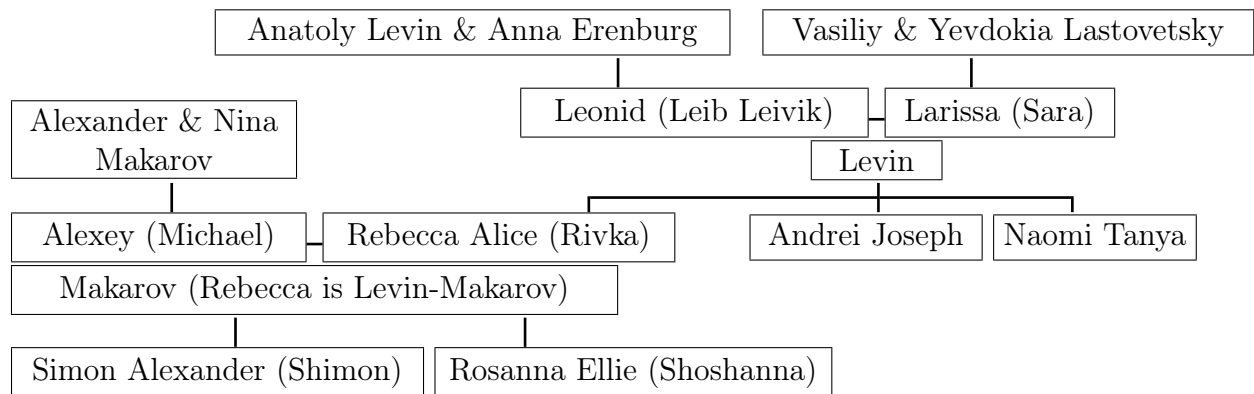 Anatoly Levin & Anna Erenburg
Vasiliy & Yevdokia Lastovetsky
Leonid (Leib Leivik)
Larissa (Sara)
Alexander & Nina
Makarov
Levin
Alexey (Michael)
Rebecca Alice (Rivka)
Andrei Joseph
Naomi Tanya
Makarov (Rebecca is Levin-Makarov)
Simon Alexander (Shimon)
Rosanna Ellie (Shoshanna)